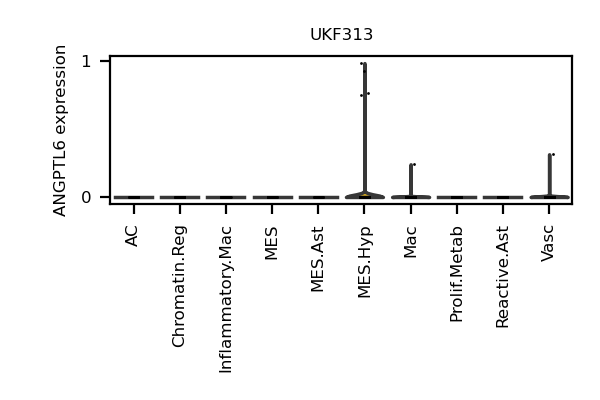 UKF313
ANGPTL6 expression
1
0
AC
Chromatin.Reg
Inflammatory.Mac
MES
MES.Ast
MES.Hyp
Mac
Prolif.Metab
Reactive.Ast
Vasc